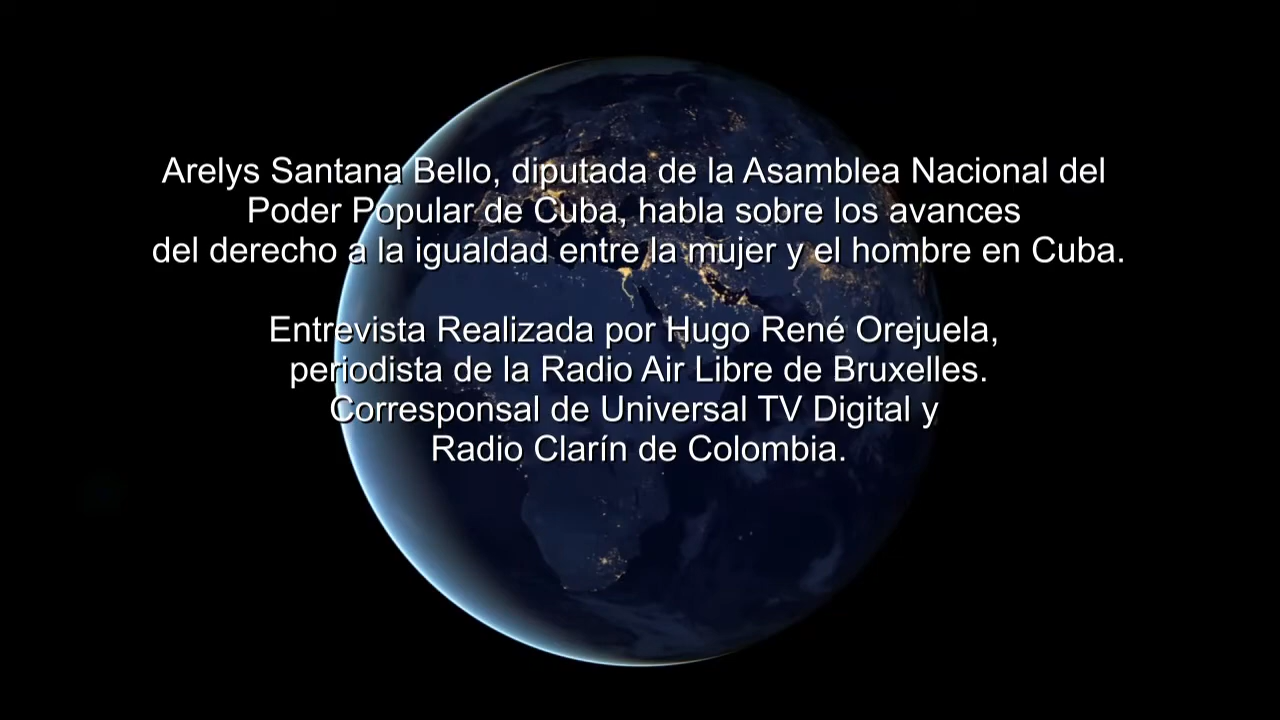 Arelys Santana Bello, diputada de la Asamblea Nacional del
Poder Popular de Cuba, habla sobre los avances
del derecho a la igualdad entre la mujer y el hombre en Cuba.
Entrevista Realizada por Hugo René Orejuela,
periodista de la Radio Air Libre de Bruxelles.
Corresponsal de Universal TV Digital y
Radio Clarín de Colombia.